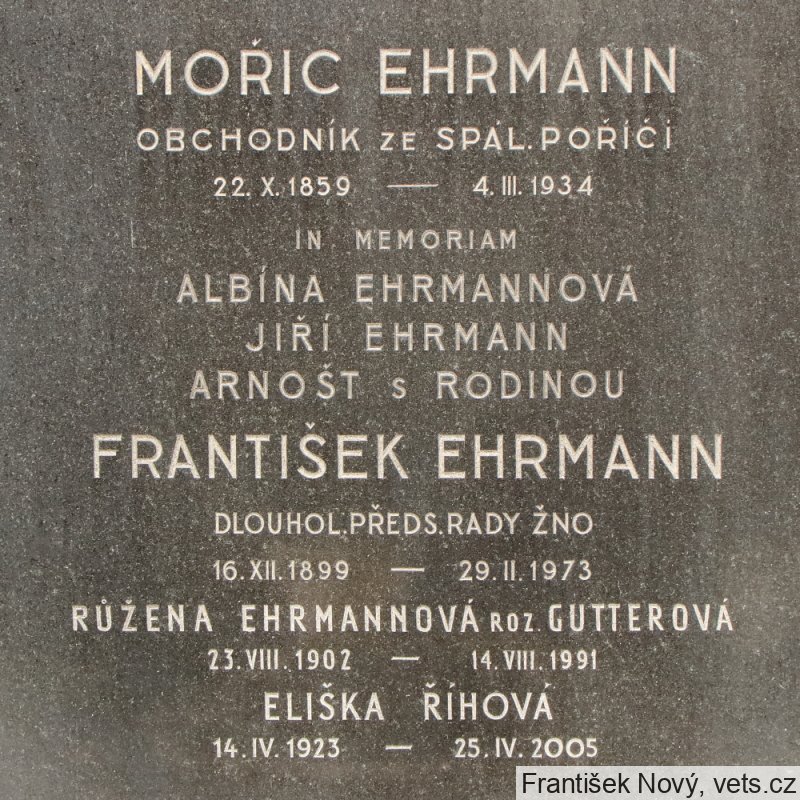 MOŘIC EHRMANN
OBCHODNÍK ZE SPÁL. POŘÍČÍ
22. X. 1859 — 4. III. 1934
IN MEMORIAM
ALBÍNA EHRMANNOVÁ
JIŘÍ EHRMANN
ARNOŠT S RODINOU
FRANTIŠEK EHRMANN
DLOUHOL. PŘEDS. RADY ŽNO
16. XII. 1899 — 29. II. 1973
RŮŽENA EHRMANNOVÁ ROZ. GUTTEROVÁ
23. VIII. 1902 — 14. VIII. 1991
ELIŠKA ŘÍHOVÁ
14. IV. 1923 — 25. IV. 2005
František Nový, vets.cz